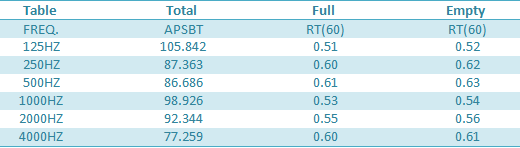 Table Total Full Empty
FREQ. APSBT RT(60) RT(60)
125HZ 105.842 0.51 0.52
250HZ 87.363 0.60 0.62
500HZ 86.686 0.61 0.63
1000HZ 98.926 0.53 0.54
2000HZ 92.344 0.55 0.56
4000HZ 77.259 0.60 0.61